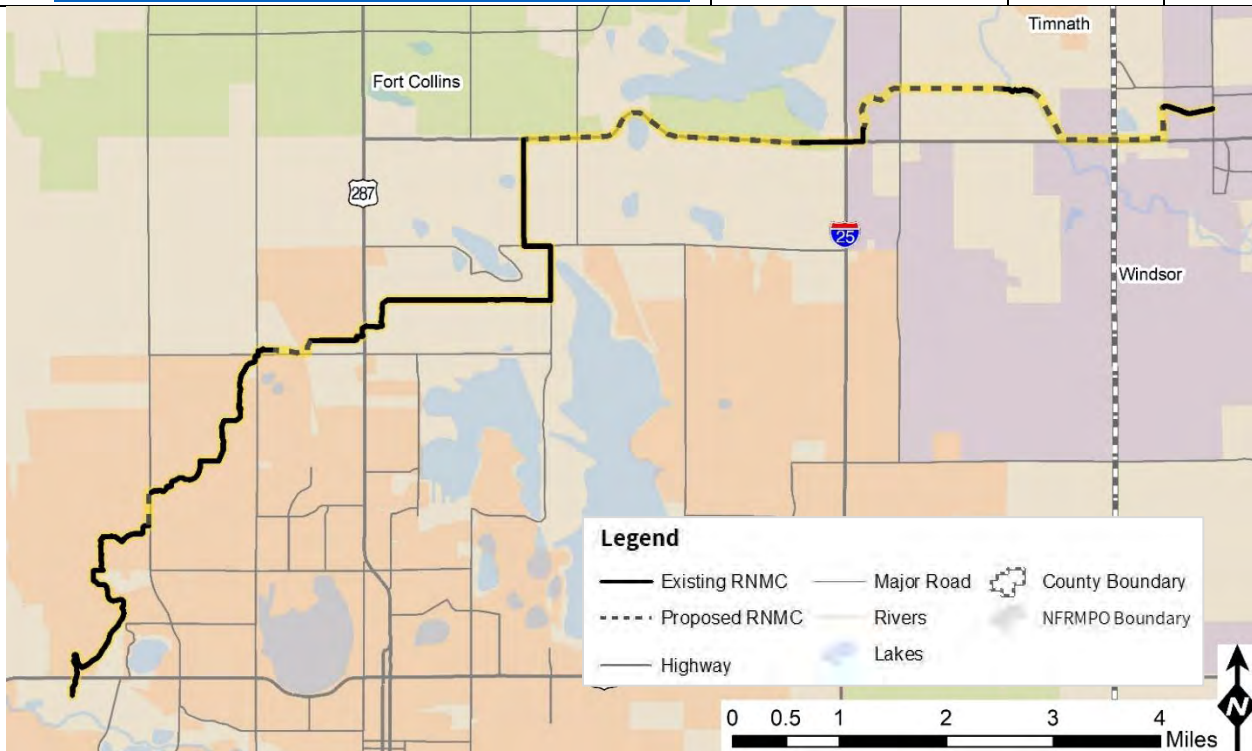 Timnath
Fort Collins
287
25
Windsor
Legend
Existing RNMC
Major Road
County Boundary
Proposed RNMC
Rivers
NFRMPO Boundary
Highway
Lakes
0 0.5 1 2 3 4
Miles
N